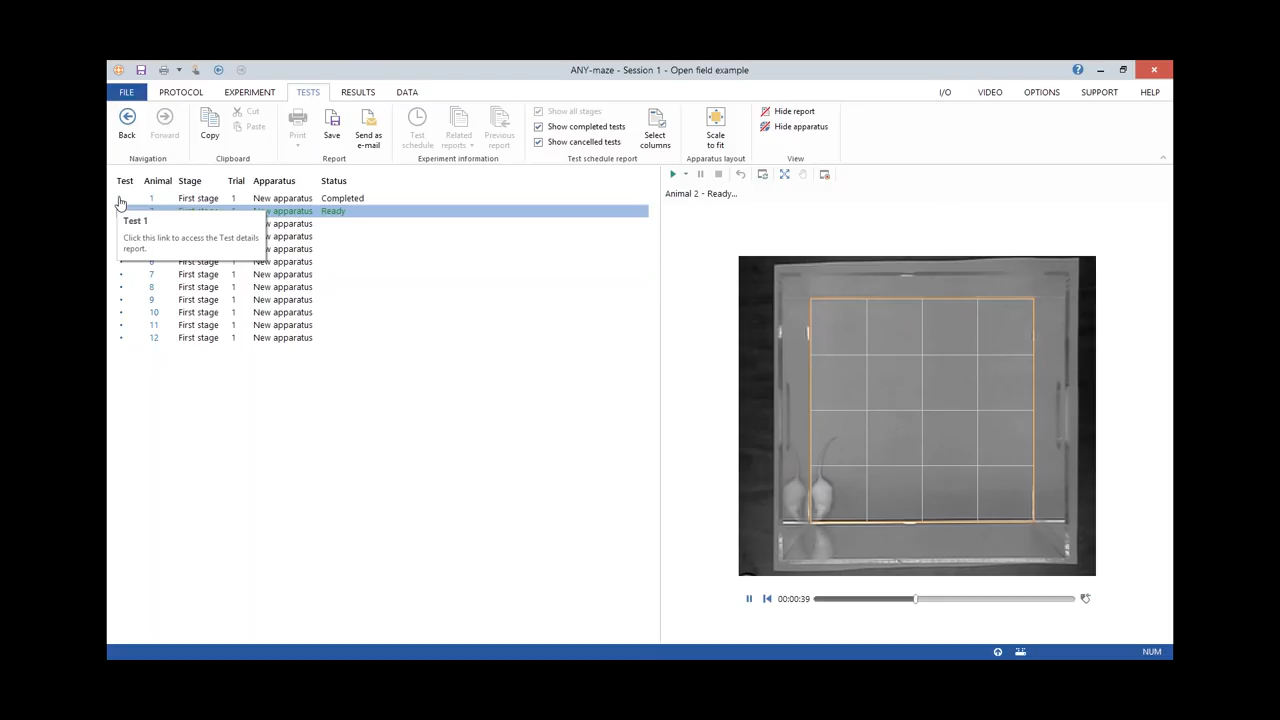 ANY-maze - Session 1 - Open field example
FILE PROTOCOL EXPERIMENT TESTS RESULTS DATA I/O VIDEO OPTIONS SUPPORT HELP
Back Forward Copy Cut Paste Print Save Send as e-mail Test schedule Related reports Previous report Show all stages Show completed tests Show cancelled tests Select columns Scale to fit Hide report Hide apparatus
Navigation Clipboard Report Experiment information Test schedule report Apparatus layout View
Test Animal Stage Trial Apparatus Status
1 First stage 1 New apparatus Completed
New apparatus Ready
New apparatus
New apparatus
New apparatus
6 First stage 1 New apparatus
7 First stage 1 New apparatus
8 First stage 1 New apparatus
9 First stage 1 New apparatus
10 First stage 1 New apparatus
11 First stage 1 New apparatus
12 First stage 1 New apparatus
Test 1
Click this link to access the Test details
report.
Animal 2 - Ready...
00:00:39
NUM